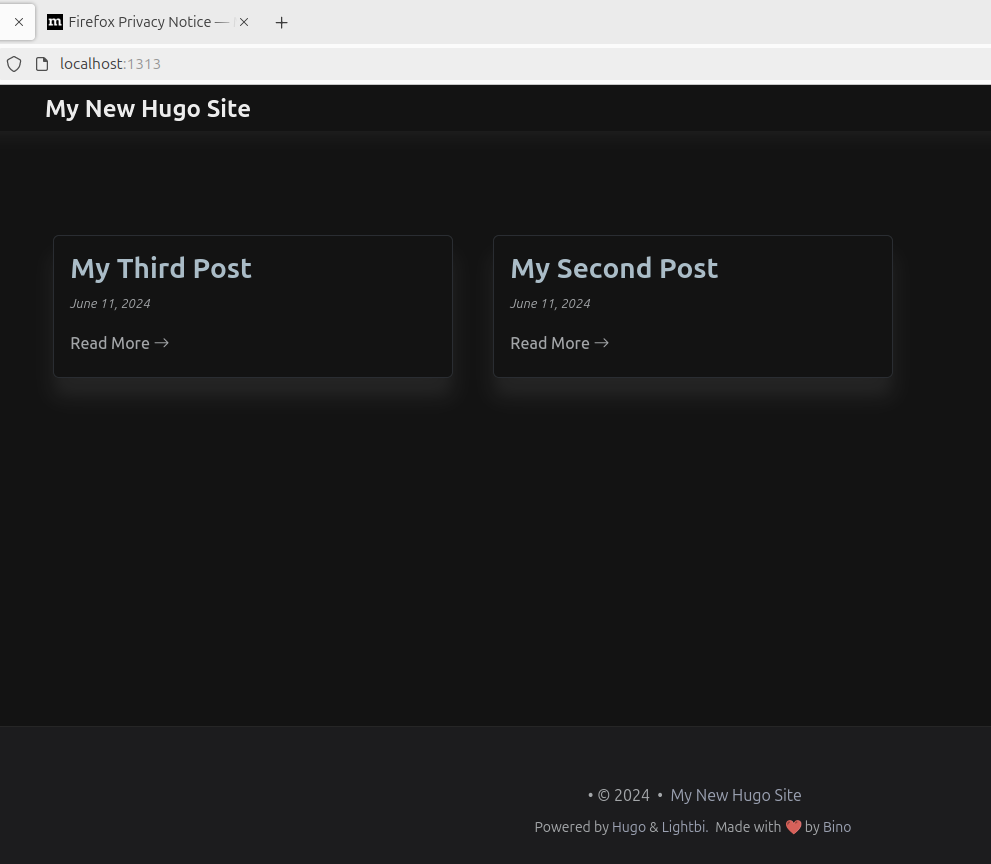 m Firefox Privacy Notice —
localhost:1313
My New Hugo Site
My Third Post
June 11, 2024
Read More →
My Second Post
June 11, 2024
Read More →
• © 2024 • My New Hugo Site
Powered by Hugo & Lightbi. Made with ❤️ by Bino